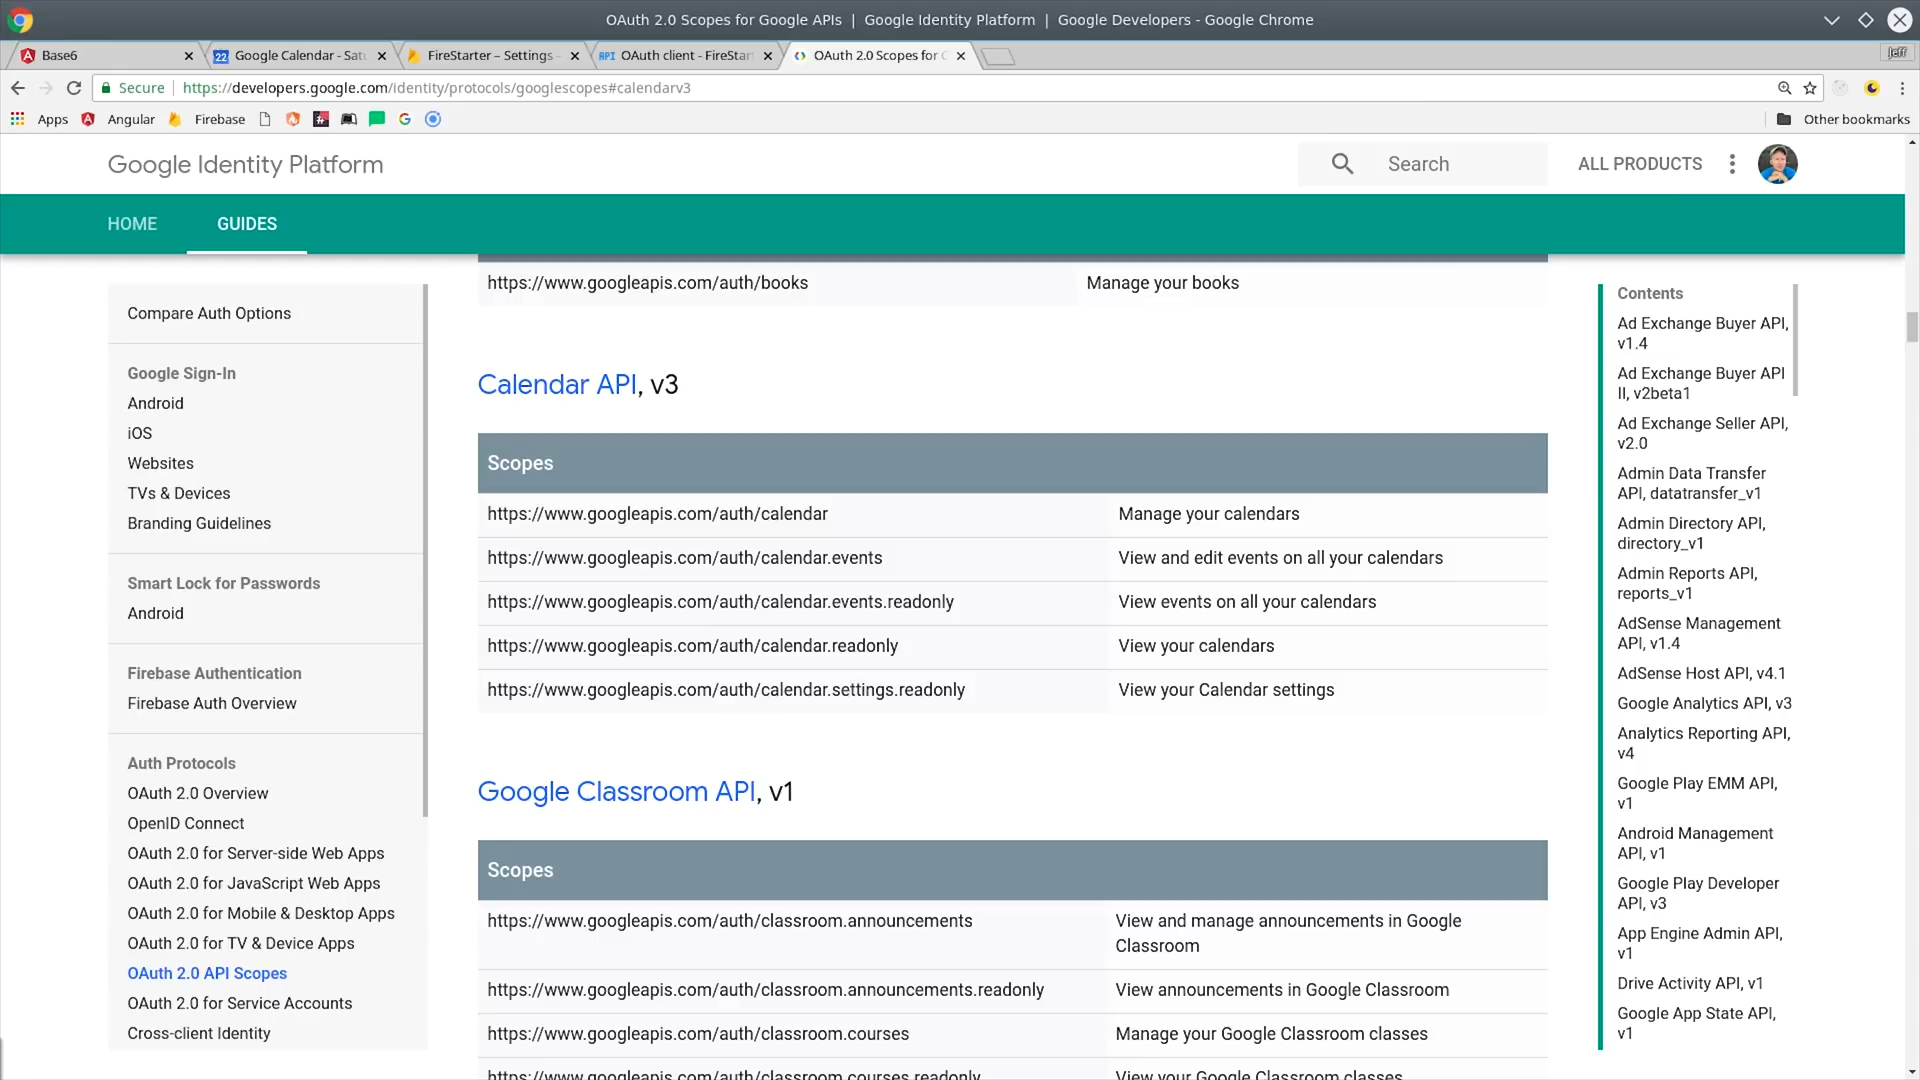 OAuth 2.0 Scopes for Google APIs | Google Identity Platform | Google Developers - Google Chrome
Base6
Google Calendar - Satu
FireStarter – Settings -
OAuth client - FireStar
OAuth 2.0 Scopes for G
Jeff
Secure
https://developers.google.com/identity/protocols/googlescopes#calendarv3
Apps
Angular
Firebase
Other bookmarks
Google Identity Platform
Search
ALL PRODUCTS
HOME
GUIDES
Compare Auth Options
Google Sign-In
Android
iOS
Websites
TVs & Devices
Branding Guidelines
Smart Lock for Passwords
Android
Firebase Authentication
Firebase Auth Overview
Auth Protocols
OAuth 2.0 Overview
OpenID Connect
OAuth 2.0 for Server-side Web Apps
OAuth 2.0 for JavaScript Web Apps
OAuth 2.0 for Mobile & Desktop Apps
OAuth 2.0 for TV & Device Apps
OAuth 2.0 API Scopes
OAuth 2.0 for Service Accounts
Cross-client Identity
https://www.googleapis.com/auth/books Manage your books
Calendar API, v3
Scopes
https://www.googleapis.com/auth/calendar Manage your calendars
https://www.googleapis.com/auth/calendar.events View and edit events on all your calendars
https://www.googleapis.com/auth/calendar.events.readonly View events on all your calendars
https://www.googleapis.com/auth/calendar.readonly View your calendars
https://www.googleapis.com/auth/calendar.settings.readonly View your Calendar settings
Google Classroom API, v1
Scopes
https://www.googleapis.com/auth/classroom.announcements View and manage announcements in Google
Classroom
https://www.googleapis.com/auth/classroom.announcements.readonly View announcements in Google Classroom
https://www.googleapis.com/auth/classroom.courses Manage your Google Classroom classes
https://www.googleapis.com/auth/classroom.courses.readonly View your Google Classroom classes
Contents
Ad Exchange Buyer API,
v1.4
Ad Exchange Buyer API
II, v2beta1
Ad Exchange Seller API,
v2.0
Admin Data Transfer
API, datatransfer_v1
Admin Directory API,
directory_v1
Admin Reports API,
reports_v1
AdSense Management
API, v1.4
AdSense Host API, v4.1
Google Analytics API, v3
Analytics Reporting API,
v4
Google Play EMM API,
v1
Android Management
API, v1
Google Play Developer
API, v3
App Engine Admin API,
v1
Drive Activity API, v1
Google App State API,
v1